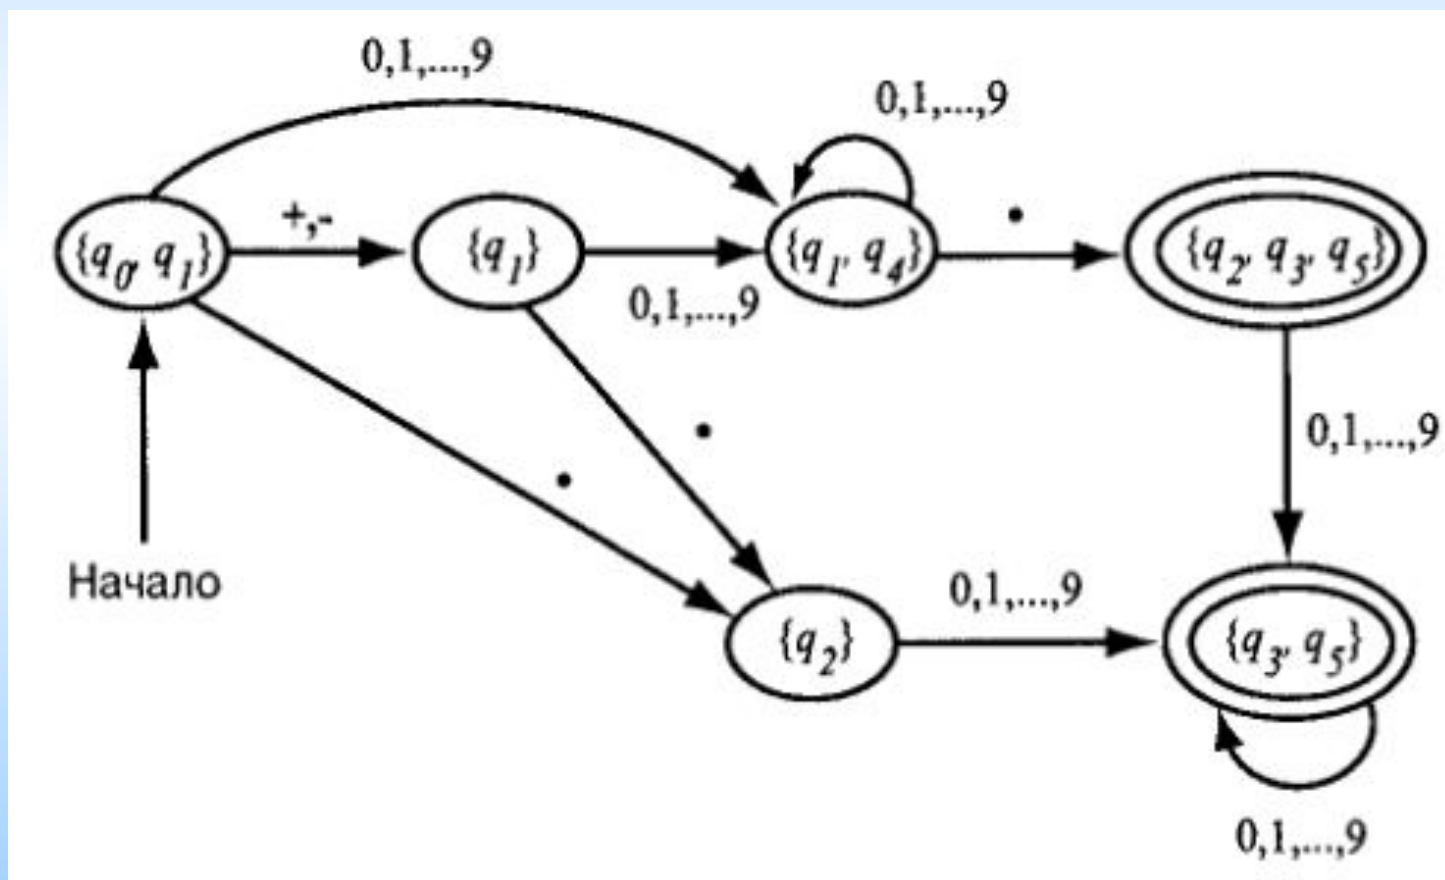 0,1,...,9
0,1,...,9
+,-
•
{q0, q1}
{q1}
{q1, q4}
{q2, q3, q5}
0,1,...,9
•
0,1,...,9
•
Начало
0,1,...,9
{q2}
{q3, q5}
0,1,...,9